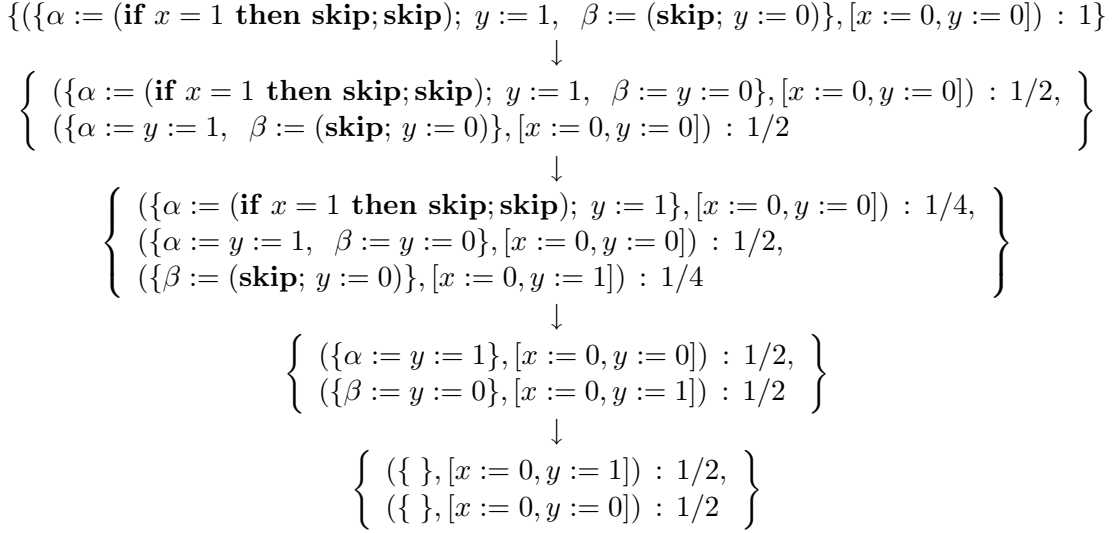 {({α := (if x = 1 then skip; skip); y := 1, β := (skip; y := 0)}, [x := 0, y := 0]) : 1}
↓
{ ({α := (if x = 1 then skip; skip); y := 1, β := y := 0}, [x := 0, y := 0]) : 1/2,
({α := y := 1, β := (skip; y := 0)}, [x := 0, y := 0]) : 1/2 }
↓
{ ({α := (if x = 1 then skip; skip); y := 1}, [x := 0, y := 0]) : 1/4,
({α := y := 1, β := y := 0}, [x := 0, y := 0]) : 1/2,
({β := (skip; y := 0)}, [x := 0, y := 1]) : 1/4 }
↓
{ ({α := y := 1}, [x := 0, y := 0]) : 1/2,
({β := y := 0}, [x := 0, y := 1]) : 1/2 }
↓
{ ({ }, [x := 0, y := 1]) : 1/2,
({ }, [x := 0, y := 0]) : 1/2 }